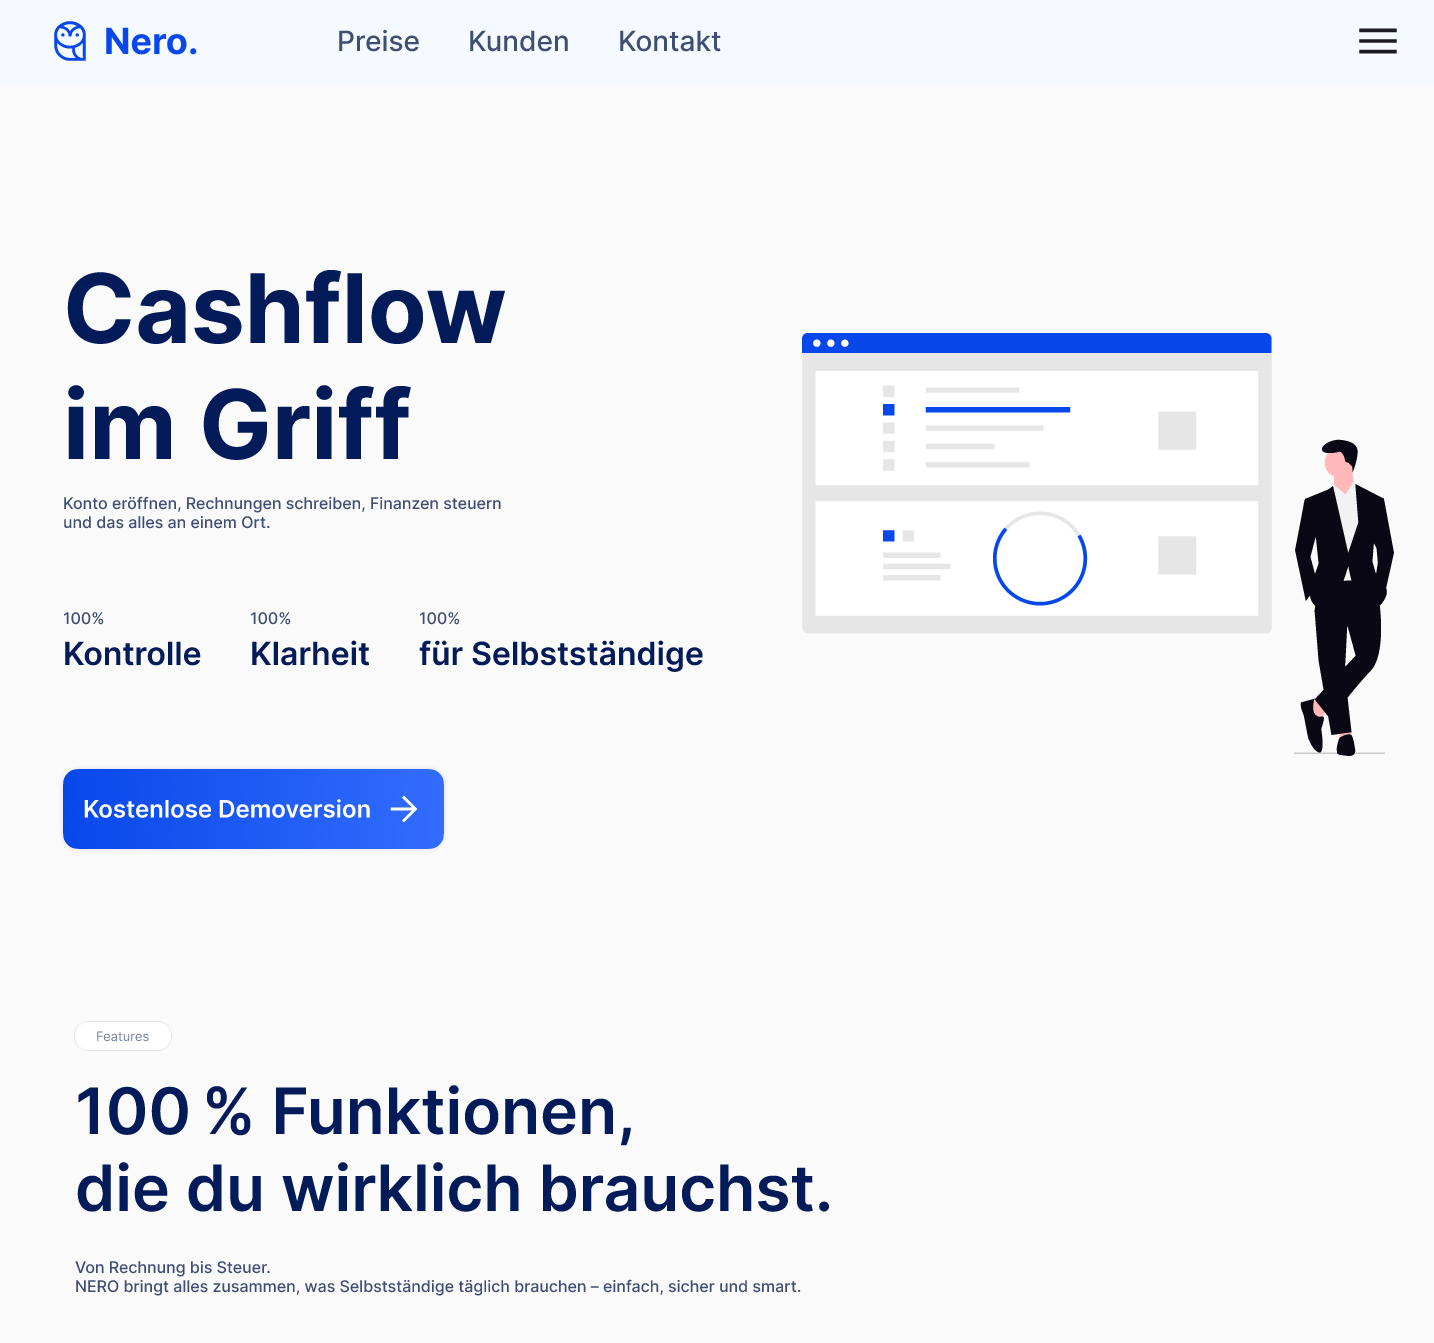 Nero.
Preise Kunden Kontakt
Cashflow
im Griff
Konto eröffnen, Rechnungen schreiben, Finanzen steuern
und das alles an einem Ort.
100%
Kontrolle
100%
Klarheit
100%
für Selbstständige
Kostenlose Demoversion
Features
100 % Funktionen,
die du wirklich brauchst.
Von Rechnung bis Steuer.
NERO bringt alles zusammen, was Selbstständige täglich brauchen – einfach, sicher und smart.